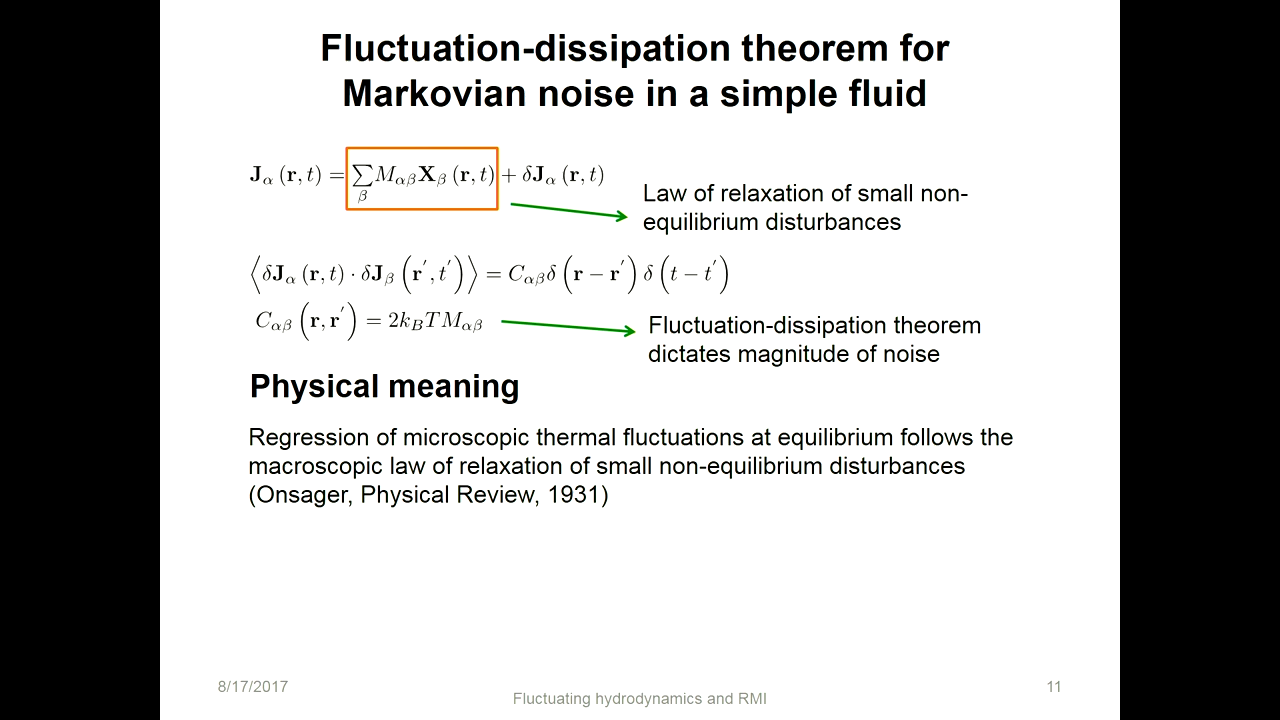 Fluctuation-dissipation theorem for
Markovian noise in a simple fluid
J_α (r, t) = ∑_β M_αβ X_β (r, t) + δJ_α (r, t)
Law of relaxation of small non-
equilibrium disturbances
⟨δJ_α (r, t) · δJ_β (r′, t′)⟩ = C_αβ δ (r − r′) δ (t − t′)
C_αβ (r, r′) = 2k_B T M_αβ
Fluctuation-dissipation theorem
dictates magnitude of noise
Physical meaning
Regression of microscopic thermal fluctuations at equilibrium follows the
macroscopic law of relaxation of small non-equilibrium disturbances
(Onsager, Physical Review, 1931)
8/17/2017
Fluctuating hydrodynamics and RMI
11